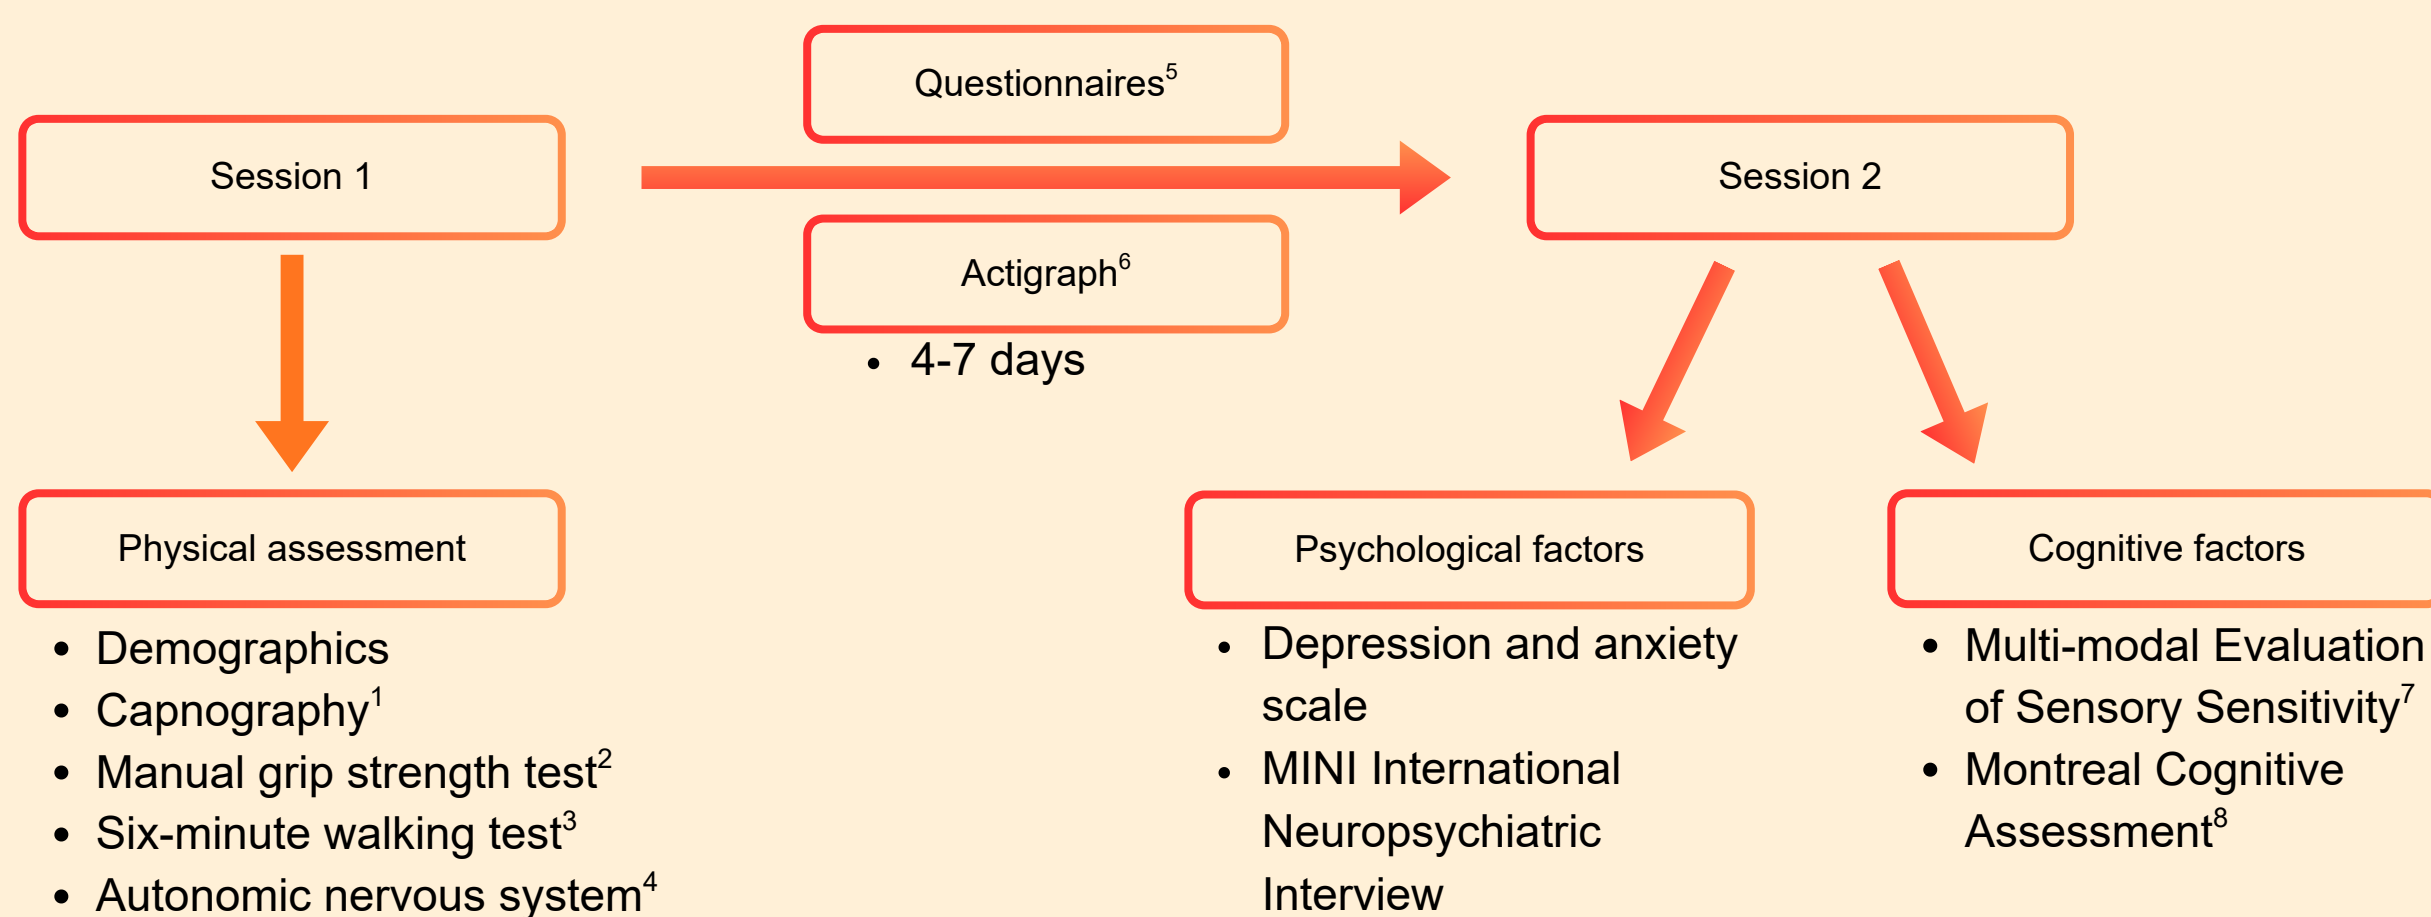 Questionnaires⁵
Session 1
Session 2
Actigraph⁶
• 4-7 days
Physical assessment
• Demographics
• Capnography¹
• Manual grip strength test²
• Six-minute walking test³
• Autonomic nervous system⁴
Psychological factors
• Depression and anxiety
scale
• MINI International
Neuropsychiatric
Interview
Cognitive factors
• Multi-modal Evaluation
of Sensory Sensitivity⁷
• Montreal Cognitive
Assessment⁸